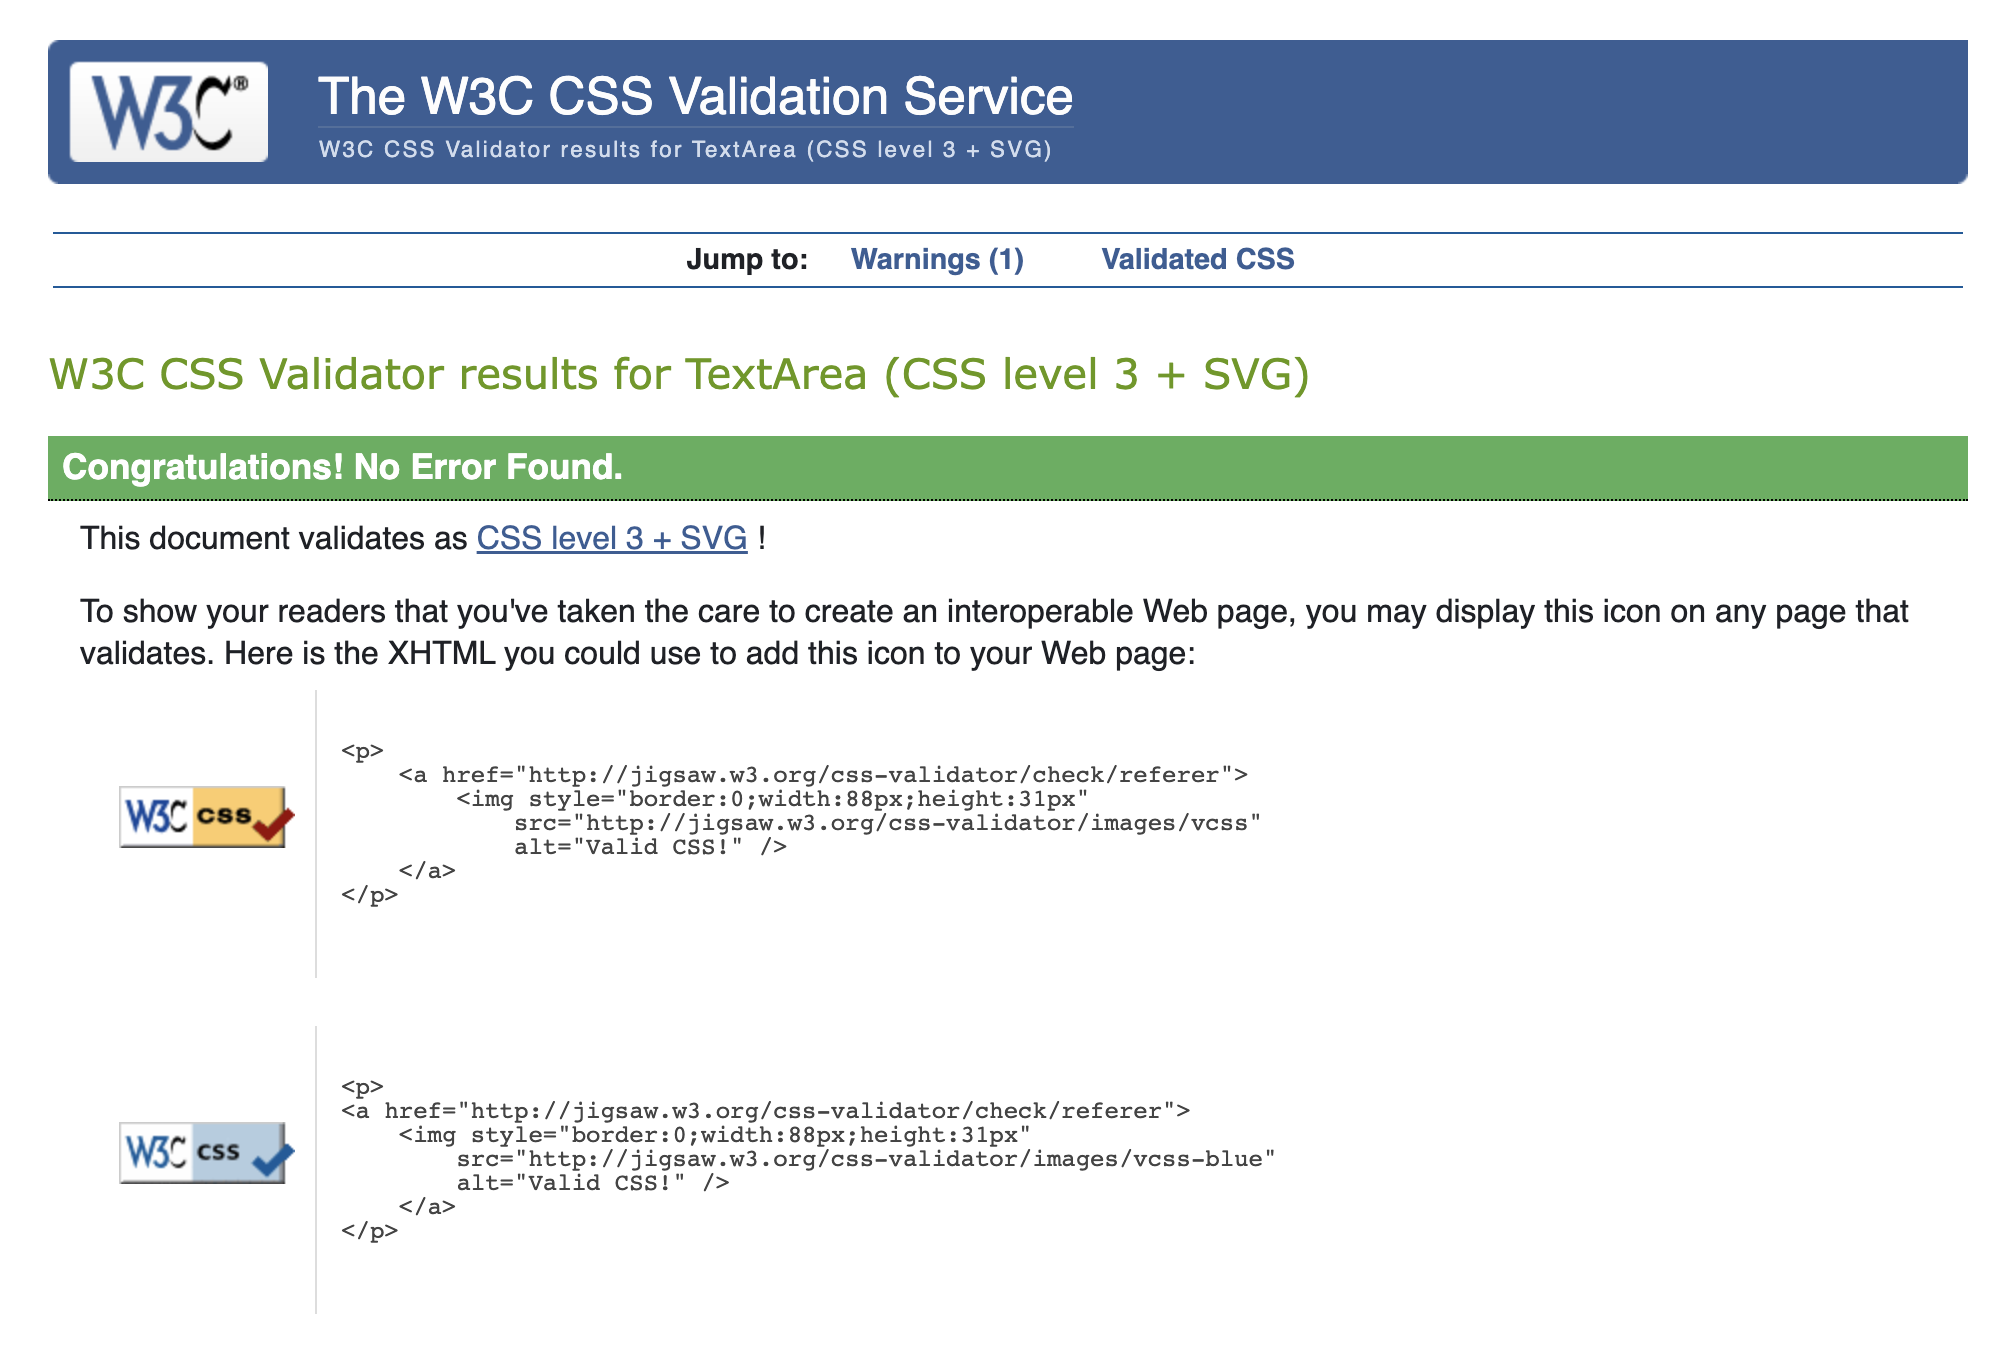 W3C®
The W3C CSS Validation Service
W3C CSS Validator results for TextArea (CSS level 3 + SVG)
Jump to: Warnings (1) Validated CSS
W3C CSS Validator results for TextArea (CSS level 3 + SVG)
Congratulations! No Error Found.
This document validates as CSS level 3 + SVG !
To show your readers that you've taken the care to create an interoperable Web page, you may display this icon on any page that
validates. Here is the XHTML you could use to add this icon to your Web page:
W3C css
<p>
    <a href="http://jigsaw.w3.org/css-validator/check/referer">
        <img style="border:0;width:88px;height:31px"
            src="http://jigsaw.w3.org/css-validator/images/vcss"
            alt="Valid CSS!" />
    </a>
</p>
W3C css
<p>
<a href="http://jigsaw.w3.org/css-validator/check/referer">
    <img style="border:0;width:88px;height:31px"
        src="http://jigsaw.w3.org/css-validator/images/vcss-blue"
        alt="Valid CSS!" />
    </a>
</p>